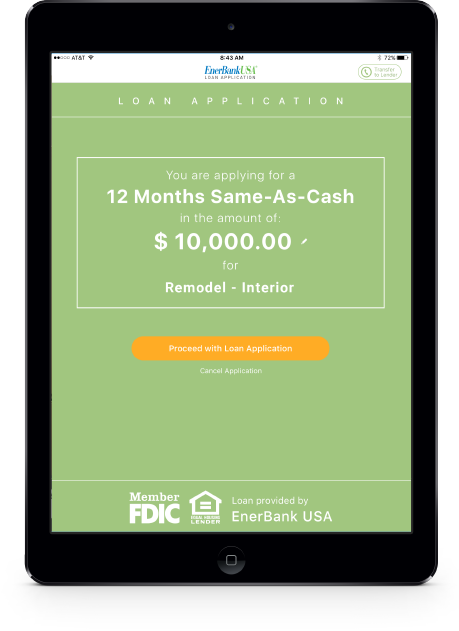 AT&T 8:43 AM 72%
EnerBankUSA
LOAN APPLICATION
Transfer
to Lender
LOAN APPLICATION
You are applying for a
12 Months Same-As-Cash
in the amount of:
$ 10,000.00
for
Remodel - Interior
Proceed with Loan Application
Cancel Application
Member
FDIC
EQUAL HOUSING
LENDER
Loan provided by
EnerBank USA